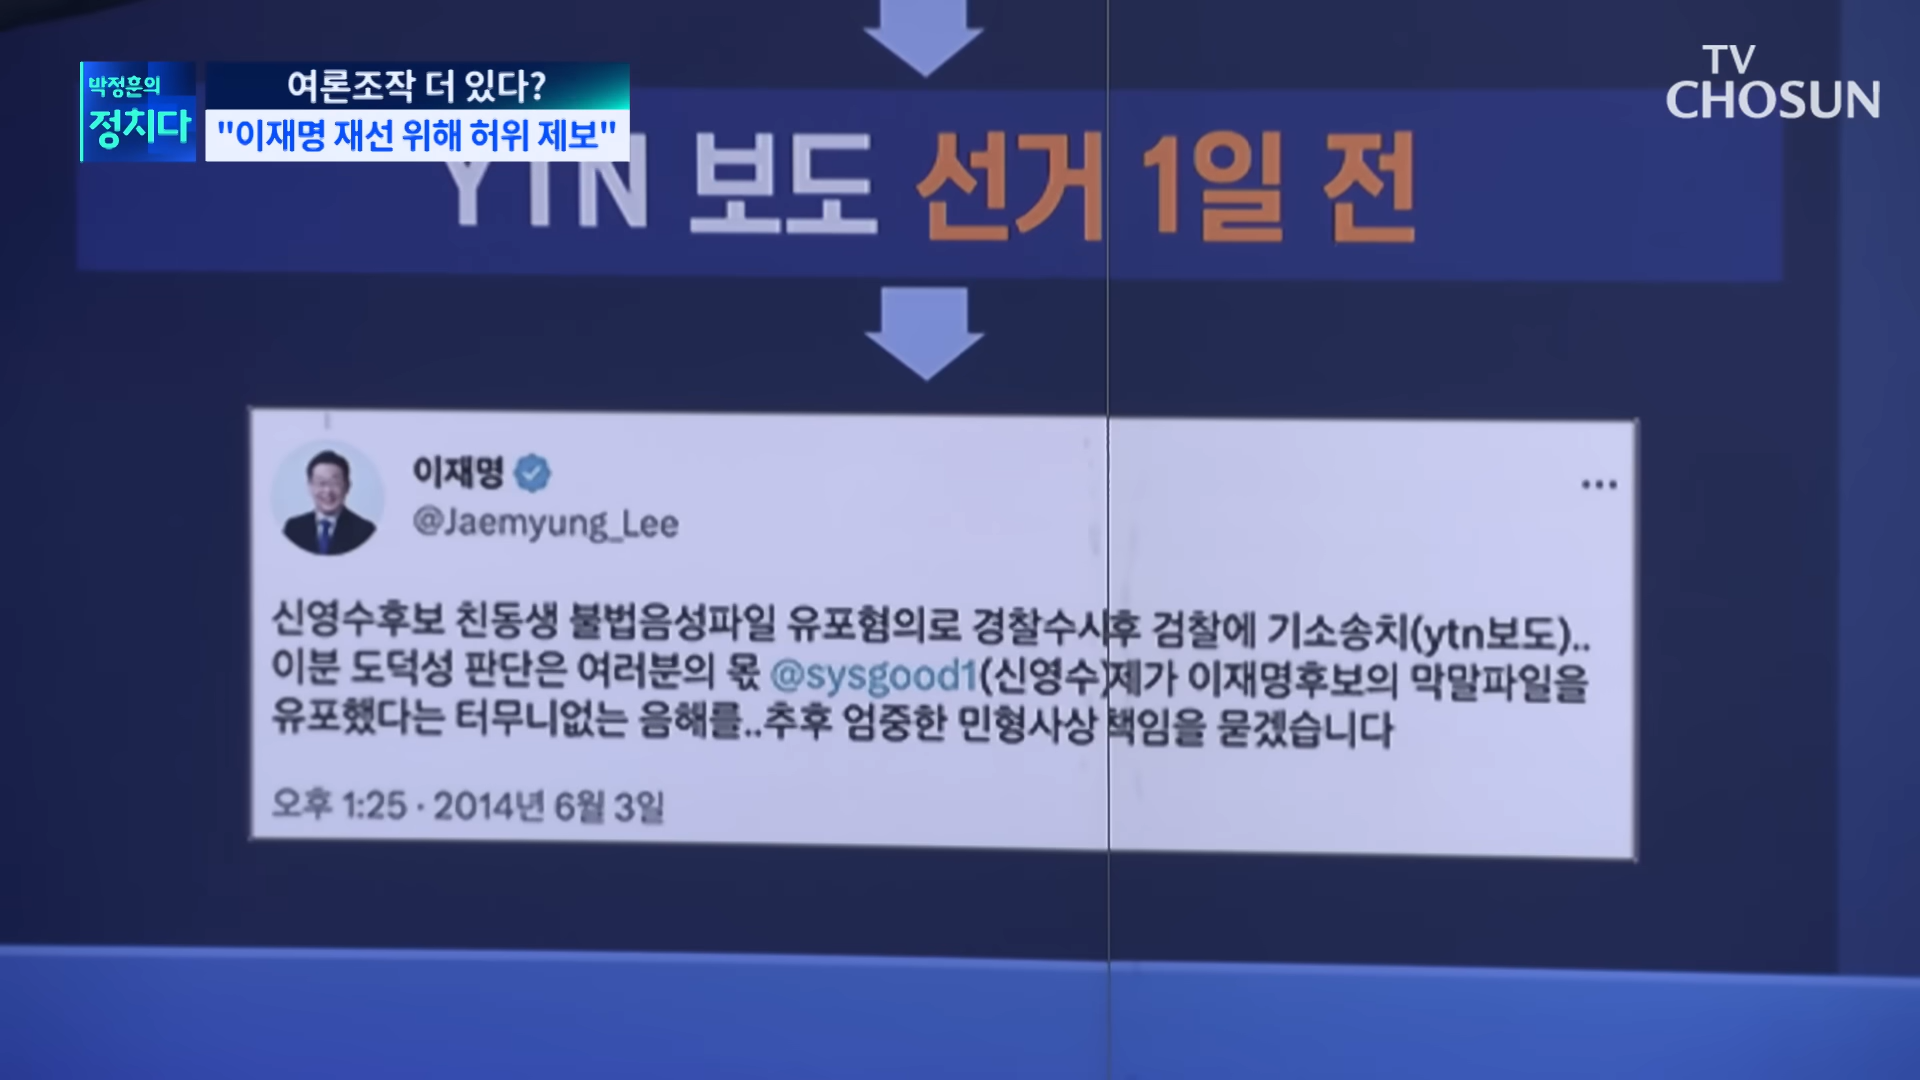 박정훈의
정치다
여론조작 더 있다?
"이재명 재선 위해 허위 제보"
TV
CHOSUN
YTN 보도 선거 1일 전
이재명
@Jaemyung_Lee
신영수후보 친동생 불법음성파일 유포혐의로 경찰수사후 검찰에 기소송치(ytn보도)..
이분 도덕성 판단은 여러분의 몫 @sysgood1(신영수)제가 이재명후보의 막말파일을
유포했다는 터무니없는 음해를..추후 엄중한 민형사상 책임을 묻겠습니다
오후 1:25 · 2014년 6월 3일